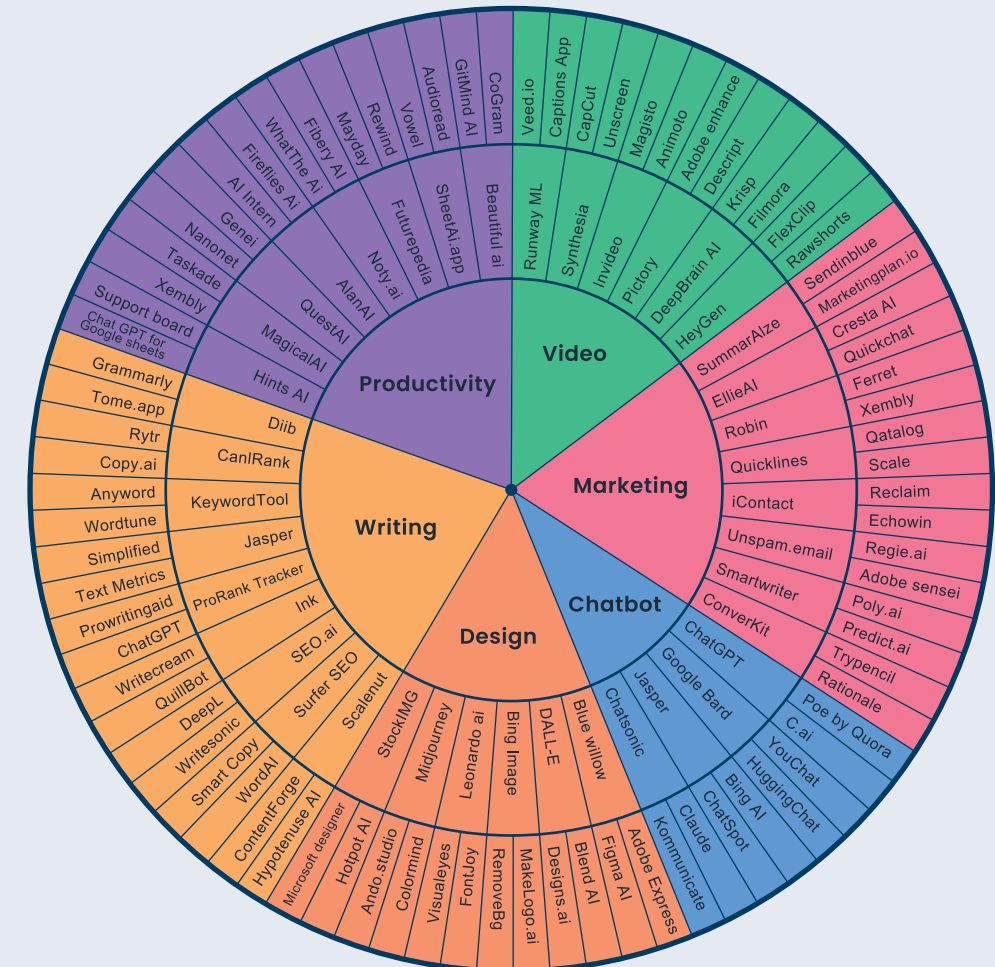 Video
Runway ML
Synthesia
Invideo
Pictory
DeepBrain AI
HeyGen
Veed.io
Captions App
CapCut
Unscreen
Magisto
Animoto
Adobe enhance
Descript
Krisp
Filmora
FlexClip
Rawshorts
Marketing
SummarAIze
EllieAI
Robin
Quicklines
iContact
Unspam.email
Smartwriter
ConverKit
Sendinblue
Marketingplan.io
Cresta AI
Quickchat
Ferret
Xembly
Qatalog
Scale
Reclaim
Echowin
Regie.ai
Adobe sensei
Poly.ai
Predict.ai
Trypencil
Rationale
Chatbot
ChatGPT
Google Bard
Jasper
Chatsonic
Poe by Quora
C.ai
YouChat
HuggingChat
Bing AI
ChatSpot
Claude
Kommunicate
Design
Blue willow
DALL-E
Bing Image
Leonardo ai
Midjourney
StockIMG
Adobe Express
Figma AI
Blend AI
Designs.ai
MakeLogo.ai
RemoveBg
FontJoy
Visualeyes
Colormind
Ando.studio
Hotpot AI
Microsoft designer
Writing
Scalenut
Surfer SEO
SEO.ai
Ink
ProRank Tracker
Jasper
KeywordTool
CanIRank
Diib
Hypotenuse AI
ContentForge
WordAI
Smart Copy
Writesonic
DeepL
QuillBot
Writecream
ChatGPT
Prowritingaid
Text Metrics
Simplified
Wordtune
Anyword
Copy.ai
Rytr
Tome.app
Grammarly
Productivity
Hints AI
MagicalAI
QuestAI
AlanAI
Noty.ai
Futurepedia
SheetAi.app
Beautiful ai
Chat GPT for
Google sheets
Support board
Xembly
Taskade
Nanonet
Genei
AI Intern
Fireflies Ai
WhatThe Ai
Fibery AI
Mayday
Rewind
Vowel
Audioread
GitMind AI
CoGram